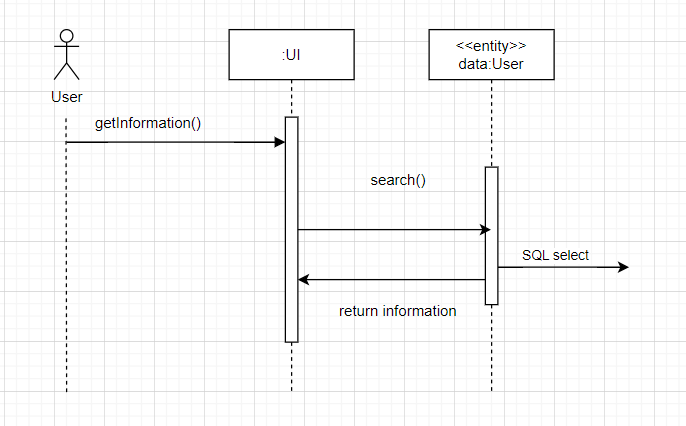 :UI
<<entity>>
data:User
User
getInformation()
search()
SQL select
return information